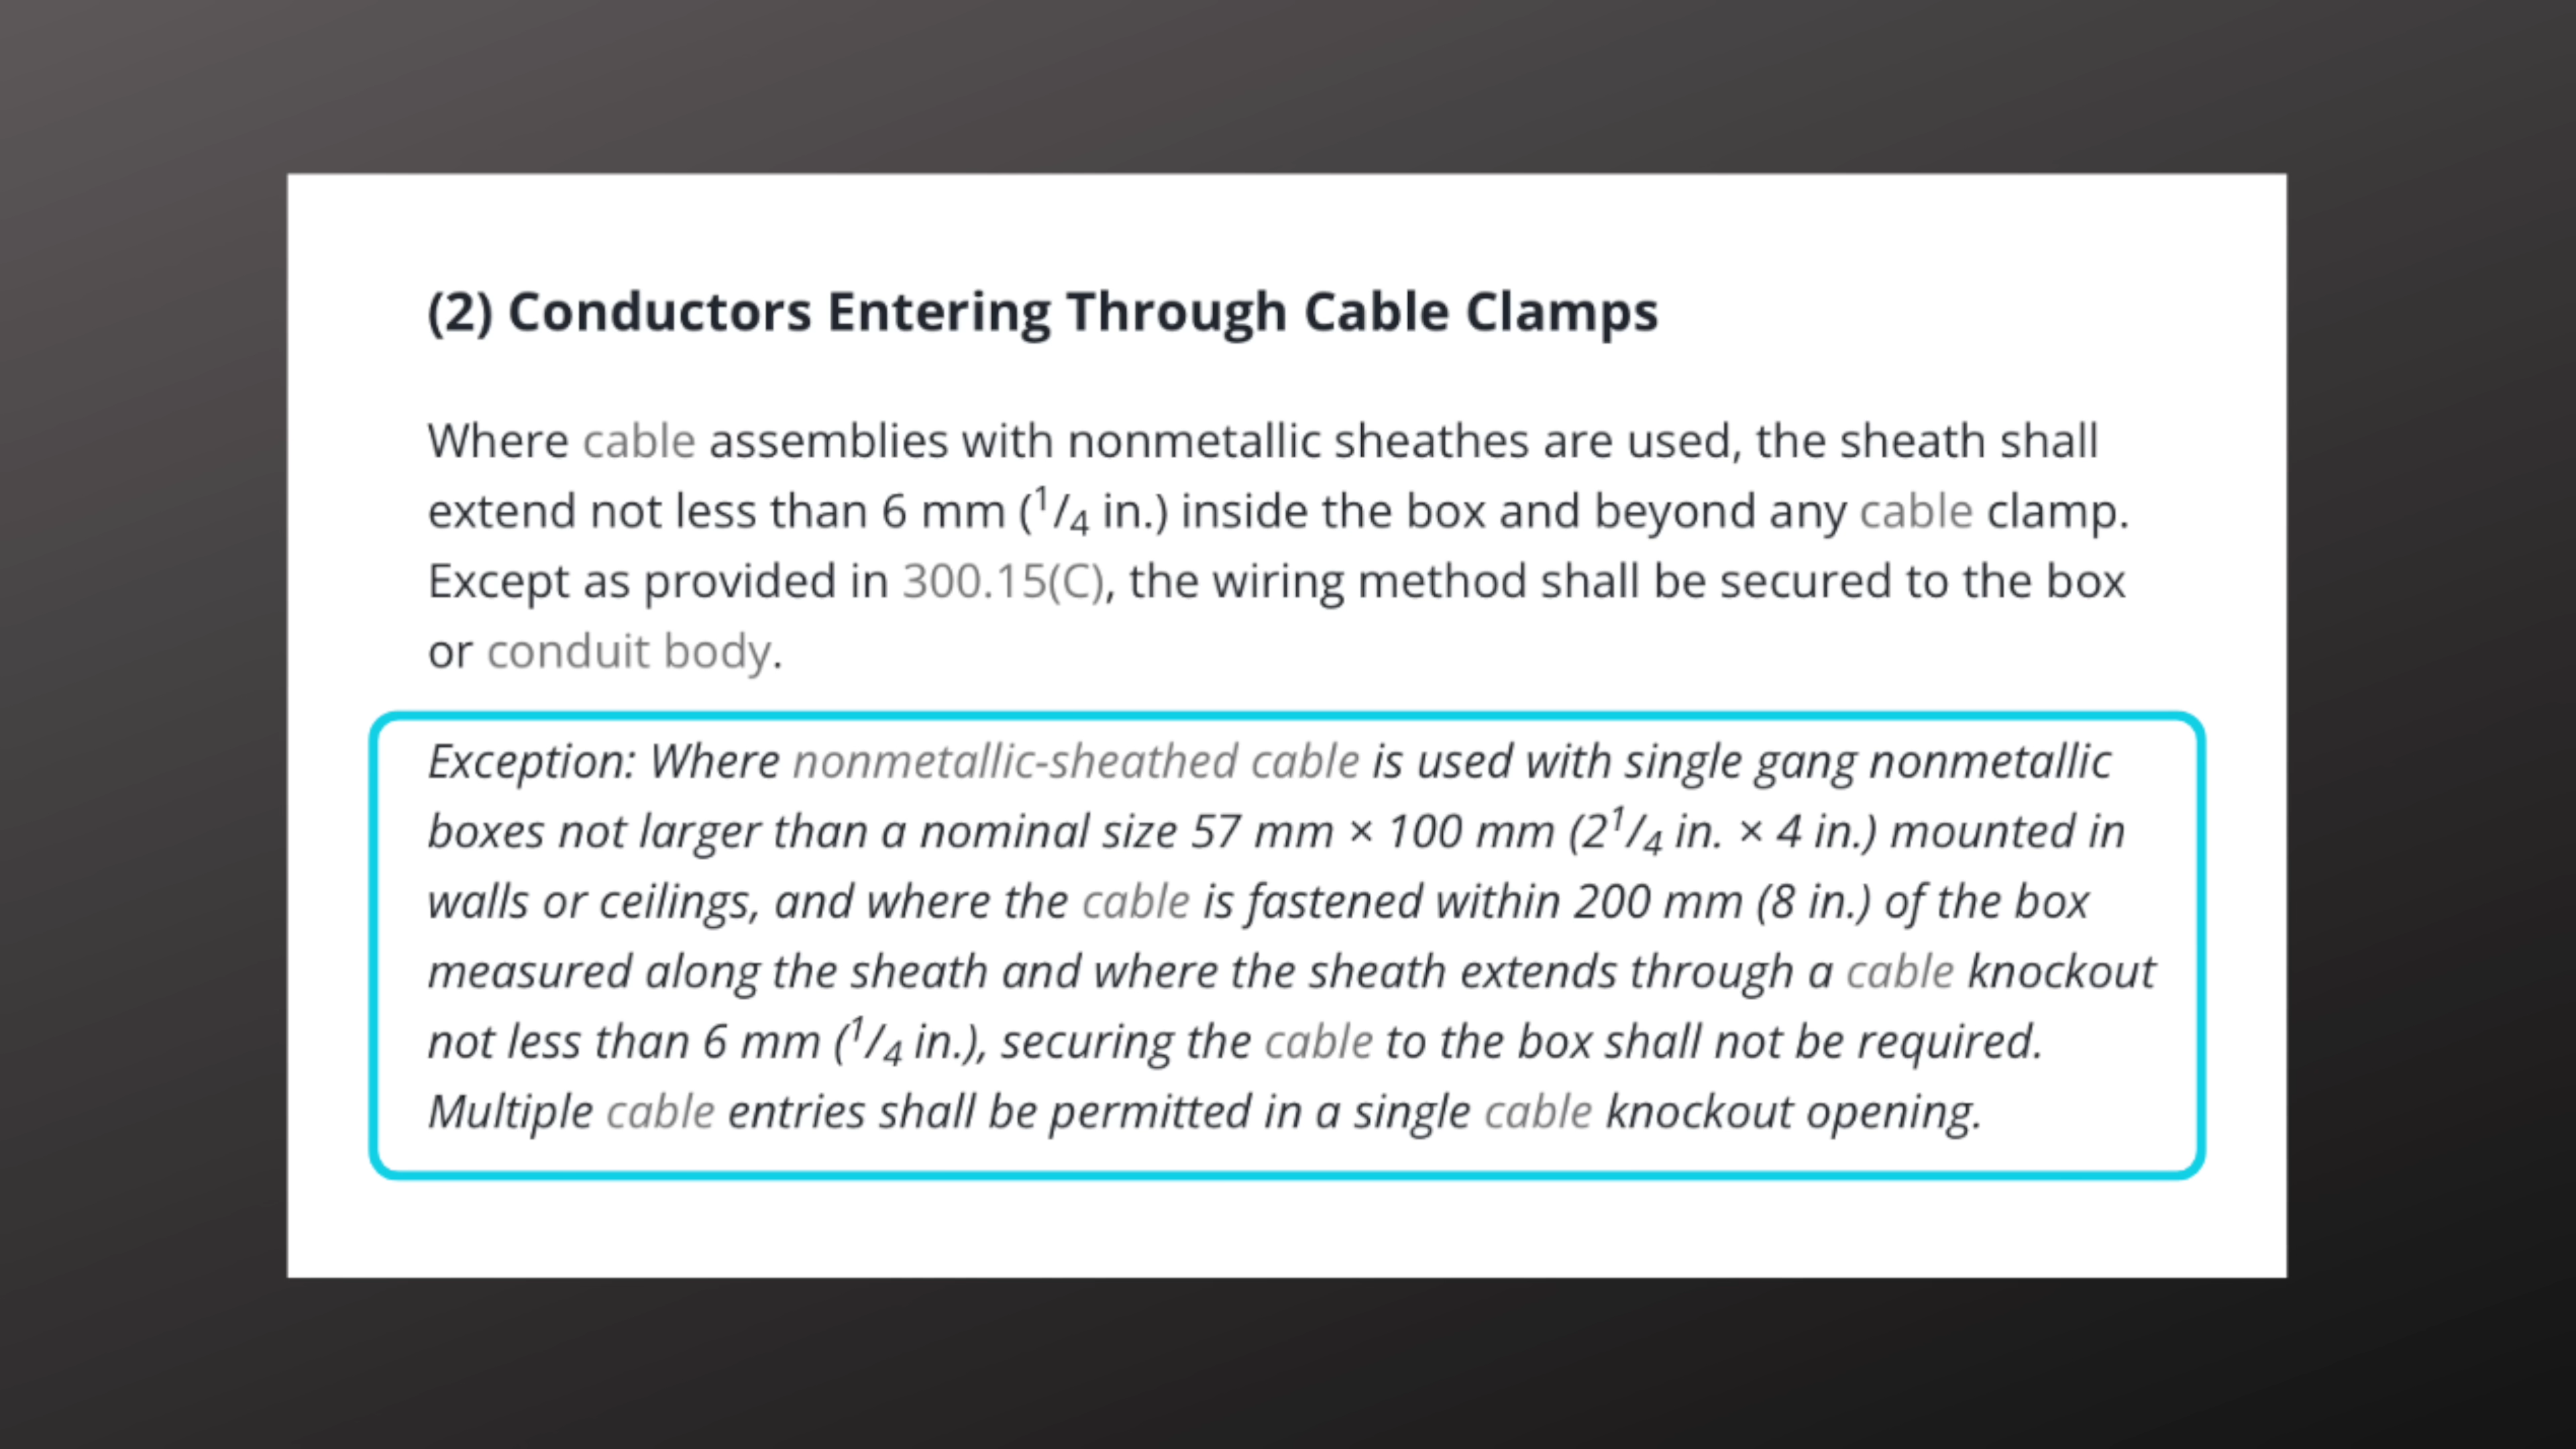 (2) Conductors Entering Through Cable Clamps
Where cable assemblies with nonmetallic sheathes are used, the sheath shall
extend not less than 6 mm (1/4 in.) inside the box and beyond any cable clamp.
Except as provided in 300.15(C), the wiring method shall be secured to the box
or conduit body.
Exception: Where nonmetallic-sheathed cable is used with single gang nonmetallic
boxes not larger than a nominal size 57 mm × 100 mm (2 1/4 in. × 4 in.) mounted in
walls or ceilings, and where the cable is fastened within 200 mm (8 in.) of the box
measured along the sheath and where the sheath extends through a cable knockout
not less than 6 mm (1/4 in.), securing the cable to the box shall not be required.
Multiple cable entries shall be permitted in a single cable knockout opening.